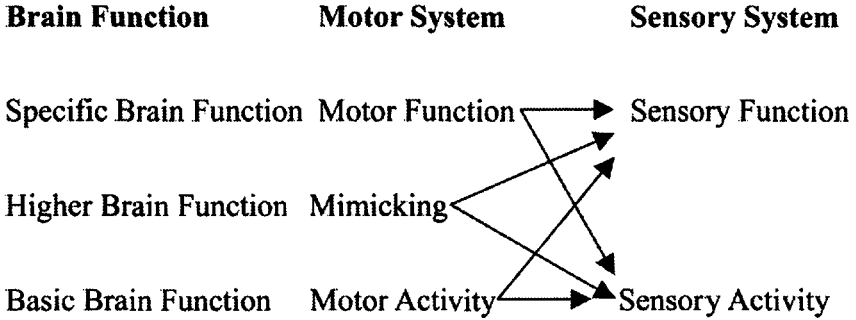 Brain Function Motor System Sensory System
Specific Brain Function Motor Function Sensory Function
Higher Brain Function Mimicking
Basic Brain Function Motor Activity Sensory Activity